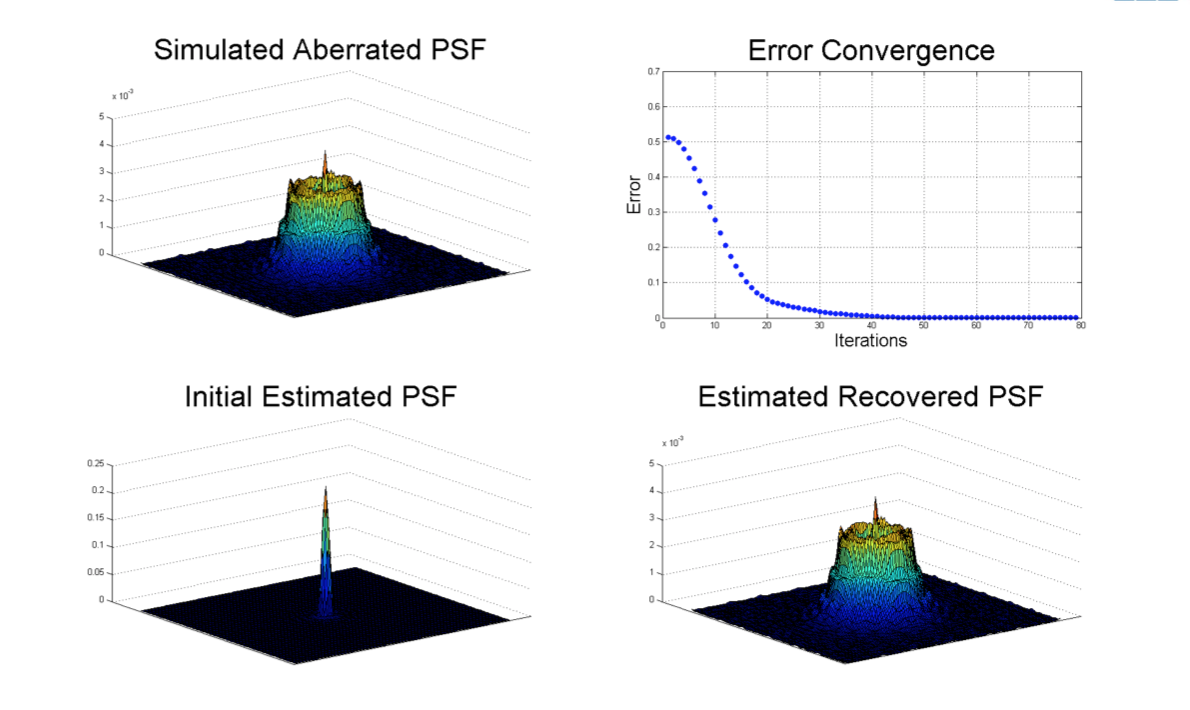 Simulated Aberrated PSF
x 10⁻³
5
4
3
2
1
0
Error Convergence
0.7
0.6
0.5
0.4
0.3
0.2
0.1
0
Error
0 10 20 30 40 50 60 70 80
Iterations
Initial Estimated PSF
0.25
0.2
0.15
0.1
0.05
0
Estimated Recovered PSF
x 10⁻³
5
4
3
2
1
0